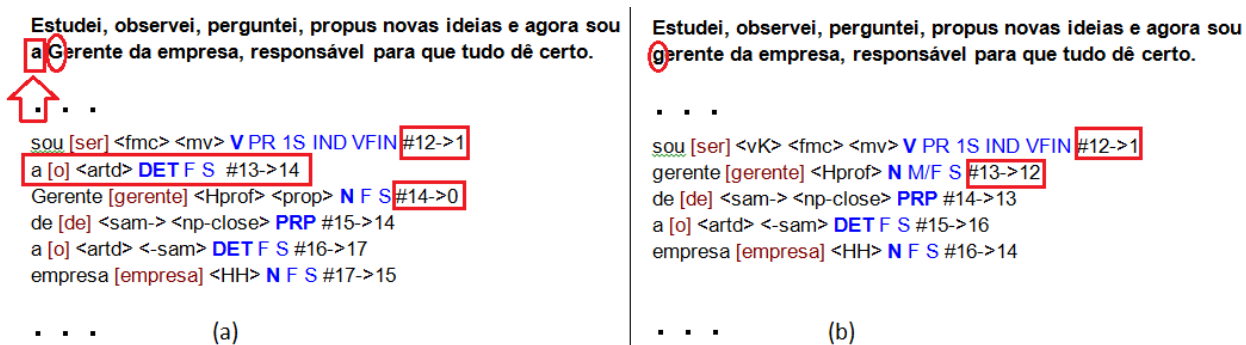 Estudei, observei, perguntei, propus novas ideias e agora sou
a Gerente da empresa, responsável para que tudo dê certo.
. . .
sou [ser] <fmc> <mv> V PR 1S IND VFIN #12->1
a [o] <artd> DET F S #13->14
Gerente [gerente] <Hprof> <prop> N F S #14->0
de [de] <sam-> <np-close> PRP #15->14
a [o] <artd> <-sam> DET F S #16->17
empresa [empresa] <HH> N F S #17->15
. . .
(a)
Estudei, observei, perguntei, propus novas ideias e agora sou
gerente da empresa, responsável para que tudo dê certo.
. . .
sou [ser] <vK> <fmc> <mv> V PR 1S IND VFIN #12->1
gerente [gerente] <Hprof> N M/F S #13->12
de [de] <sam-> <np-close> PRP #14->13
a [o] <artd> <-sam> DET F S #15->16
empresa [empresa] <HH> N F S #16->14
. . .
(b)